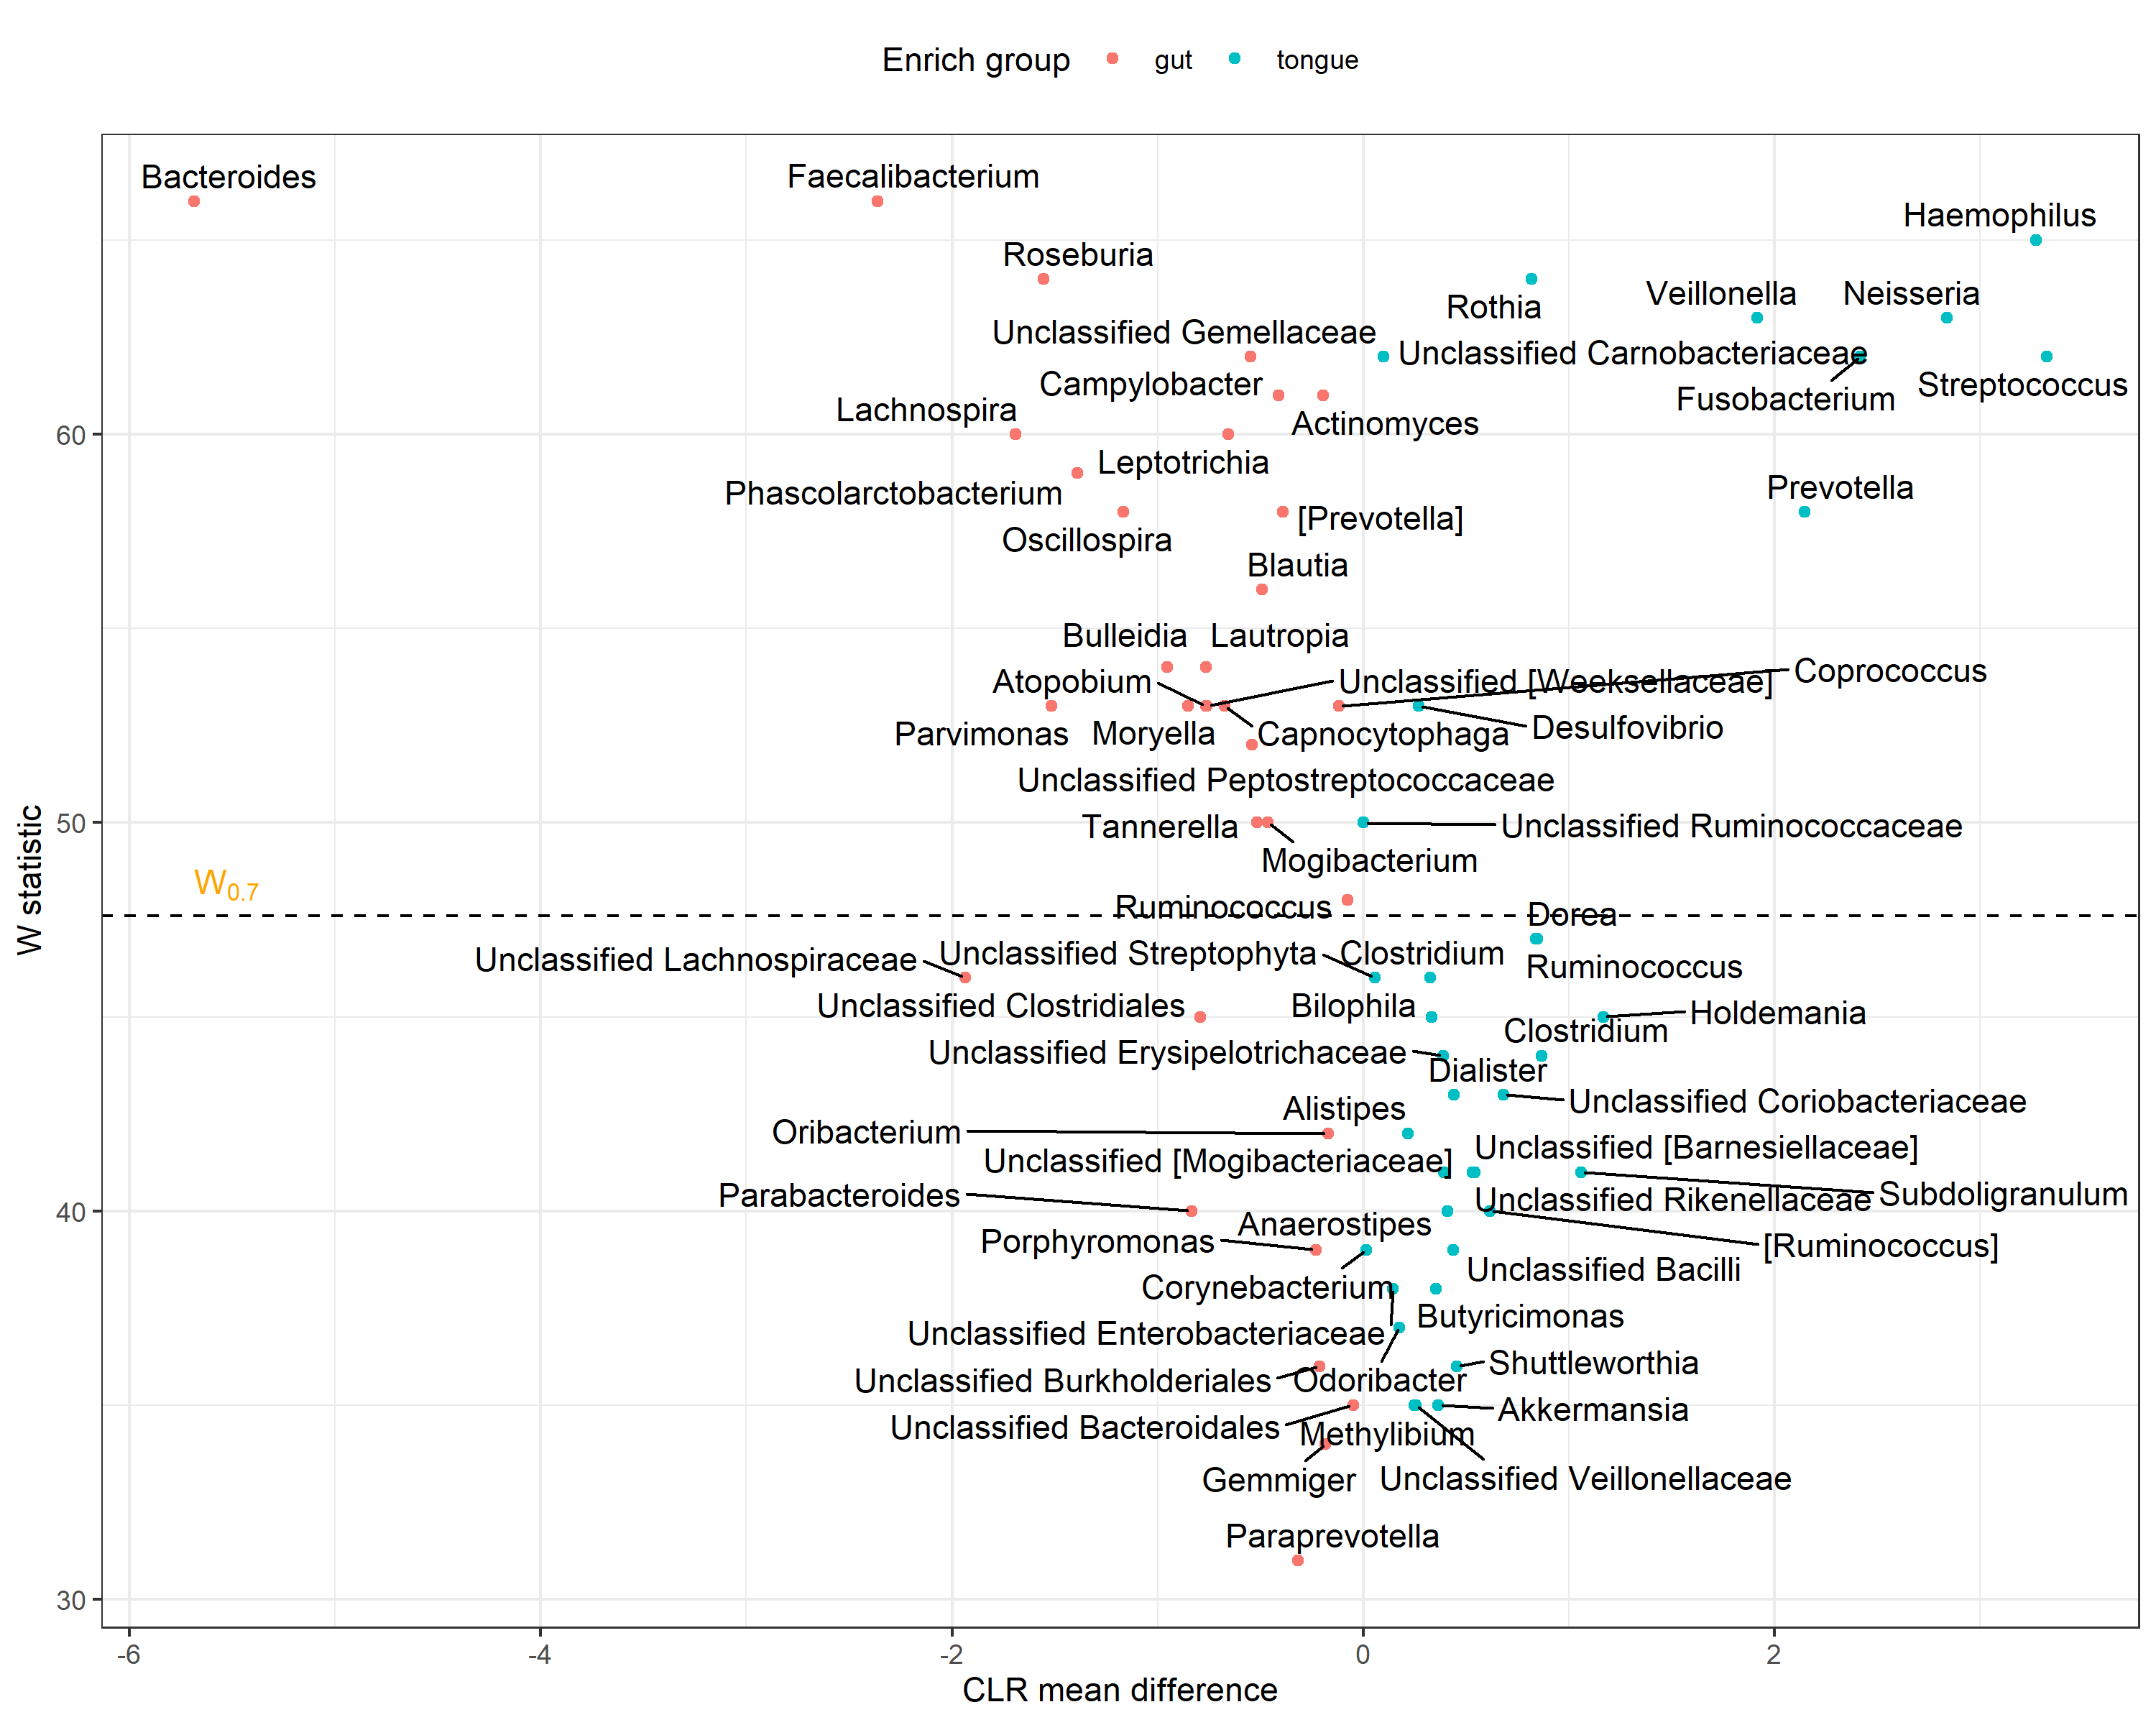 Enrich group gut tongue
Bacteroides
Faecalibacterium
Haemophilus
Roseburia
Rothia
Veillonella
Neisseria
Unclassified Gemellaceae
Unclassified Carnobacteriaceae
Campylobacter
Streptococcus
Fusobacterium
Lachnospira
Actinomyces
60
Leptotrichia
Phascolarctobacterium
Prevotella
[Prevotella]
Oscillospira
Blautia
Bulleidia
Lautropia
Atopobium
Unclassified [Weeksellaceae]
Coprococcus
Parvimonas
Moryella
Capnocytophaga
Desulfovibrio
Unclassified Peptostreptococcaceae
50
Tannerella
Unclassified Ruminococcaceae
Mogibacterium
W statistic
W0.7
Ruminococcus
Dorea
Unclassified Lachnospiraceae
Unclassified Streptophyta
Clostridium
Ruminococcus
Unclassified Clostridiales
Bilophila
Holdemania
Clostridium
Unclassified Erysipelotrichaceae
Dialister
Unclassified Coriobacteriaceae
Alistipes
Oribacterium
Unclassified [Barnesiellaceae]
Unclassified [Mogibacteriaceae]
Parabacteroides
Unclassified Rikenellaceae
Subdoligranulum
40
Anaerostipes
Porphyromonas
[Ruminococcus]
Unclassified Bacilli
Corynebacterium
Butyricimonas
Unclassified Enterobacteriaceae
Shuttleworthia
Unclassified Burkholderiales
Odoribacter
Akkermansia
Unclassified Bacteroidales
Methylibium
Gemmiger
Unclassified Veillonellaceae
Paraprevotella
30
-6 -4 -2 0 2
CLR mean difference